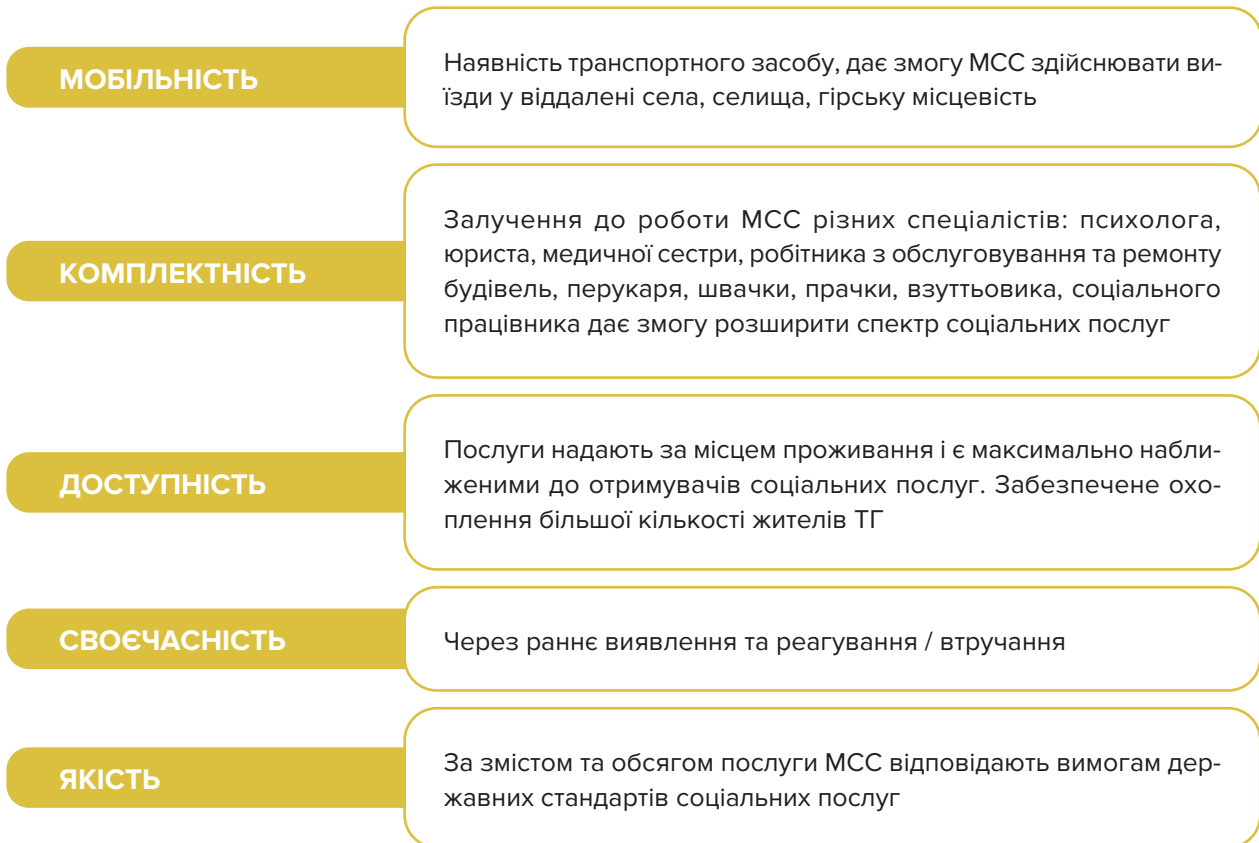 МОБІЛЬНІСТЬ
Наявність транспортного засобу, дає змогу МСС здійснювати ви-
їзди у віддалені села, селища, гірську місцевість
КОМПЛЕКТНІСТЬ
Залучення до роботи МСС різних спеціалістів: психолога,
юриста, медичної сестри, робітника з обслуговування та ремонту
будівель, перукаря, швачки, прачки, взуттьовика, соціального
працівника дає змогу розширити спектр соціальних послуг
ДОСТУПНІСТЬ
Послуги надають за місцем проживання і є максимально набли-
женими до отримувачів соціальних послуг. Забезпечене охо-
плення більшої кількості жителів ТГ
СВОЄЧАСНІСТЬ
Через раннє виявлення та реагування / втручання
ЯКІСТЬ
За змістом та обсягом послуги МСС відповідають вимогам дер-
жавних стандартів соціальних послуг